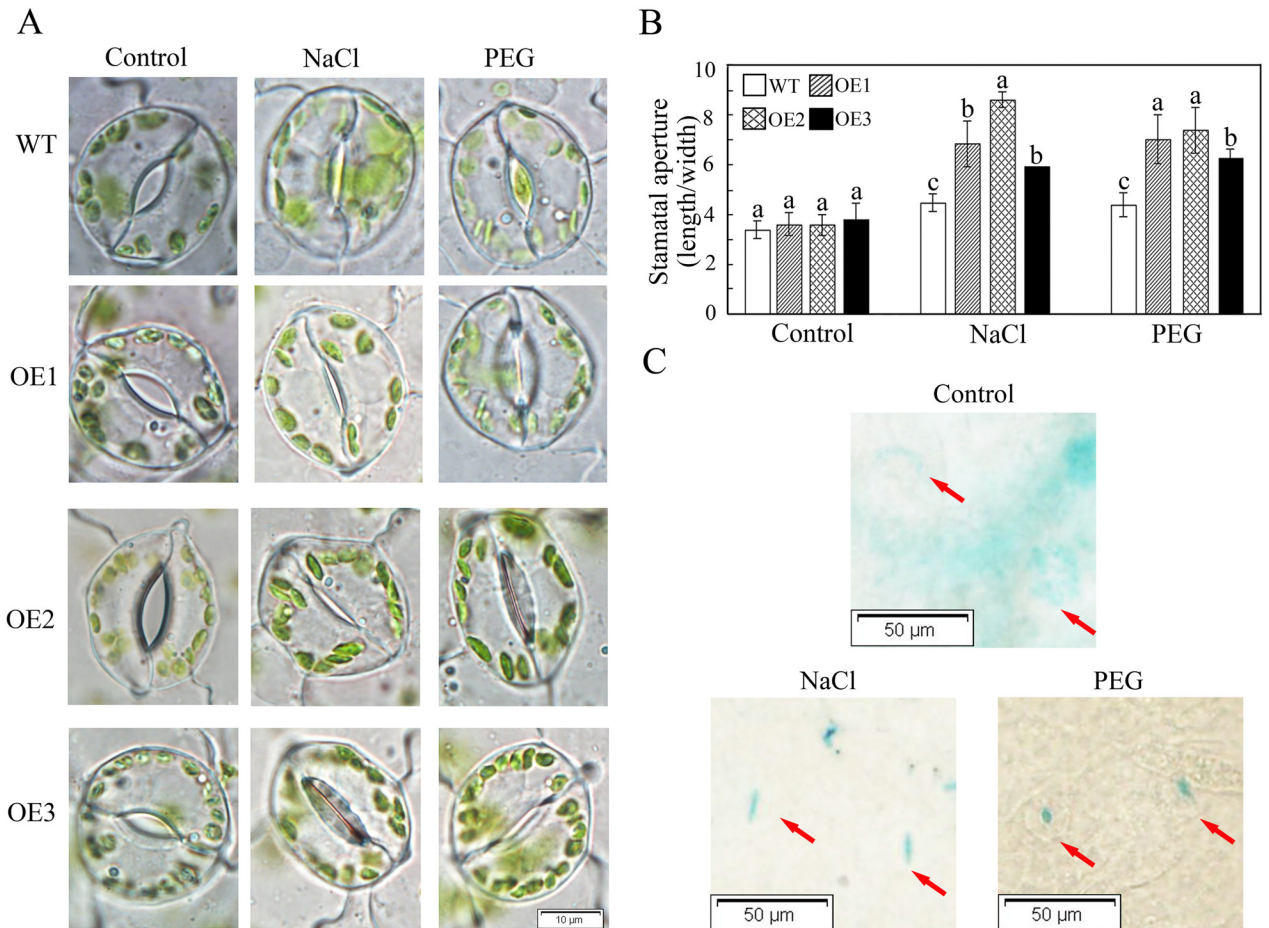 A
Control
NaCl
PEG
WT
OE1
OE2
OE3
10 μm
B
Stamatal aperture
(length/width)
10
8
6
4
2
0
WT
OE1
OE2
OE3
a
a
a
a
c
b
a
b
c
a
a
b
Control
NaCl
PEG
C
Control
50 μm
NaCl
50 μm
PEG
50 μm